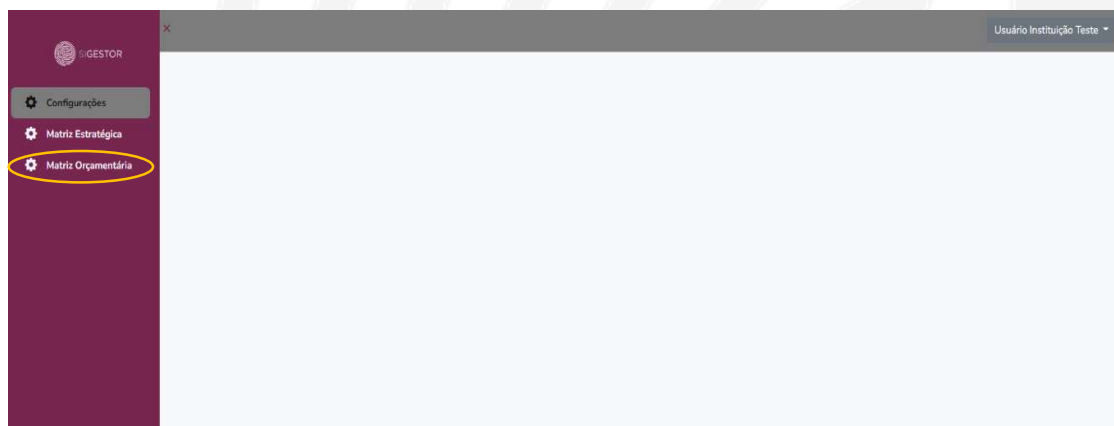 ×
Usuário Instituição Teste
SIGESTOR
Configurações
Matriz Estratégica
Matriz Orçamentária